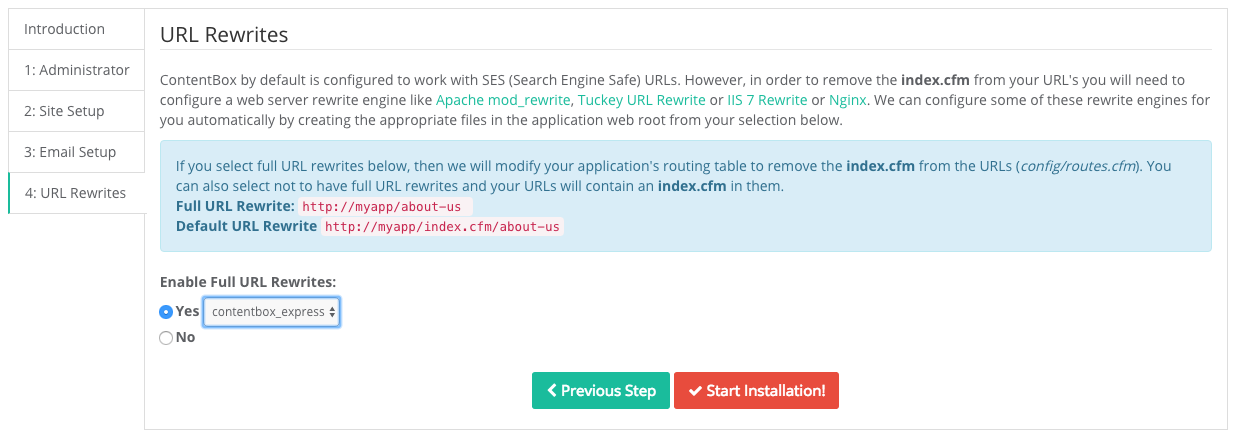 Introduction
1: Administrator
2: Site Setup
3: Email Setup
4: URL Rewrites
URL Rewrites
ContentBox by default is configured to work with SES (Search Engine Safe) URLs. However, in order to remove the index.cfm from your URL's you will need to
configure a web server rewrite engine like Apache mod_rewrite, Tuckey URL Rewrite or IIS 7 Rewrite or Nginx. We can configure some of these rewrite engines for
you automatically by creating the appropriate files in the application web root from your selection below.
If you select full URL rewrites below, then we will modify your application's routing table to remove the index.cfm from the URLs (config/routes.cfm). You
can also select not to have full URL rewrites and your URLs will contain an index.cfm in them.
Full URL Rewrite: http://myapp/about-us
Default URL Rewrite http://myapp/index.cfm/about-us
Enable Full URL Rewrites:
Yes contentbox_express
No
Previous Step Start Installation!